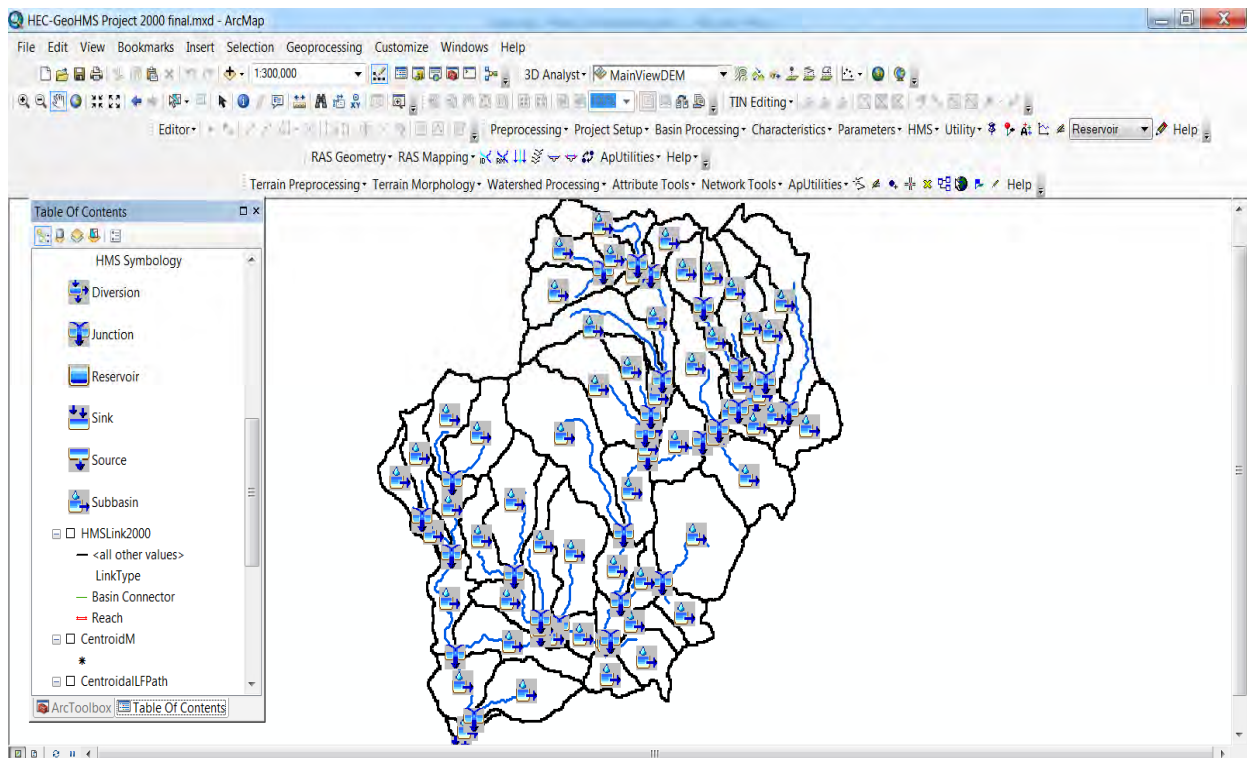 HEC-GeoHMS Project 2000 final.mxd - ArcMap
File Edit View Bookmarks Insert Selection Geoprocessing Customize Windows Help
1:300,000 3D Analyst MainViewDEM
TIN Editing
Editor Preprocessing Project Setup Basin Processing Characteristics Parameters HMS Utility Reservoir Help
RAS Geometry RAS Mapping ApUtilities Help
Terrain Preprocessing Terrain Morphology Watershed Processing Attribute Tools Network Tools ApUtilities Help
Table Of Contents
HMS Symbology
Diversion
Junction
Reservoir
Sink
Source
Subbasin
HMSLink2000
<all other values>
LinkType
Basin Connector
Reach
CentroidM
CentroidalLFPath
ArcToolbox Table Of Contents